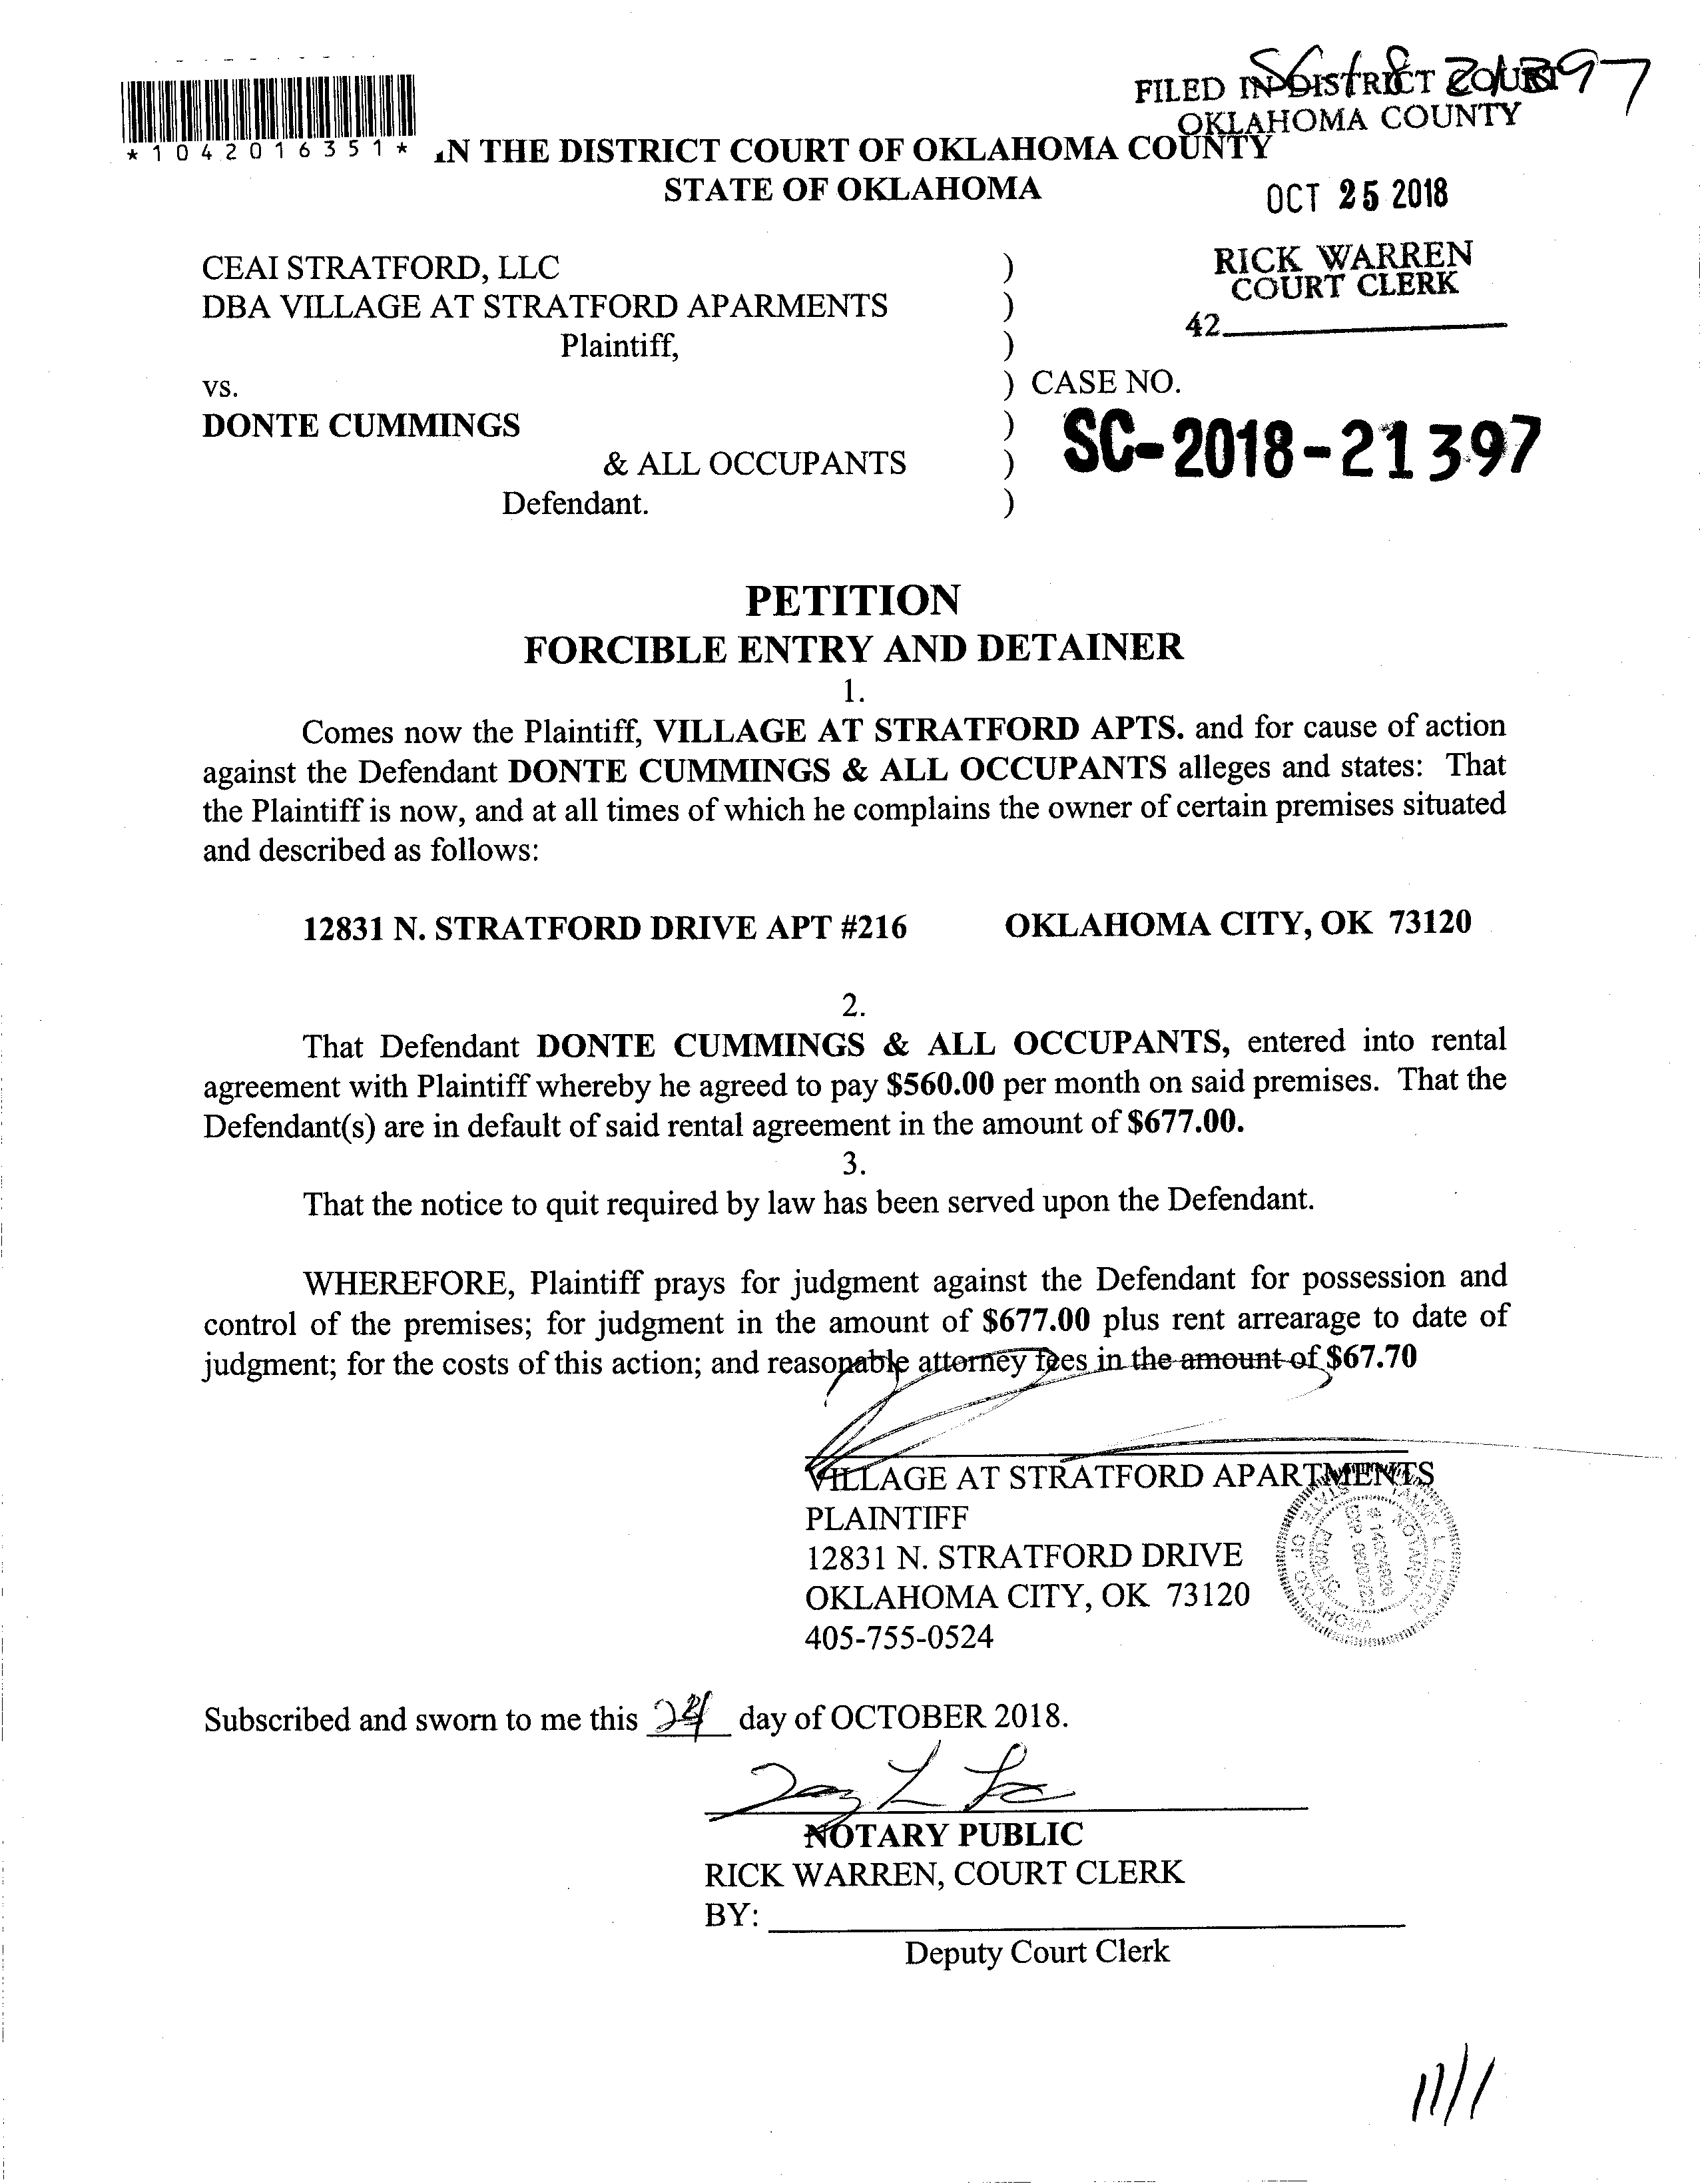 SC 18 21397
FILED IN DISTRICT COURT
OKLAHOMA COUNTY
*1042016351*
IN THE DISTRICT COURT OF OKLAHOMA COUNTY
STATE OF OKLAHOMA
OCT 25 2018
CEAI STRATFORD, LLC )
DBA VILLAGE AT STRATFORD APARMENTS )
Plaintiff, )
RICK WARREN
COURT CLERK
42
vs. ) CASE NO.
DONTE CUMMINGS )
& ALL OCCUPANTS ) SC-2018-21397
Defendant. )
PETITION
FORCIBLE ENTRY AND DETAINER
1.
Comes now the Plaintiff, VILLAGE AT STRATFORD APTS. and for cause of action
against the Defendant DONTE CUMMINGS & ALL OCCUPANTS alleges and states: That
the Plaintiff is now, and at all times of which he complains the owner of certain premises situated
and described as follows:
12831 N. STRATFORD DRIVE APT #216 OKLAHOMA CITY, OK 73120
2.
That Defendant DONTE CUMMINGS & ALL OCCUPANTS, entered into rental
agreement with Plaintiff whereby he agreed to pay $560.00 per month on said premises. That the
Defendant(s) are in default of said rental agreement in the amount of $677.00.
3.
That the notice to quit required by law has been served upon the Defendant.
WHEREFORE, Plaintiff prays for judgment against the Defendant for possession and
control of the premises; for judgment in the amount of $677.00 plus rent arrearage to date of
judgment; for the costs of this action; and reasonable attorney fees in the amount of $67.70
VILLAGE AT STRATFORD APARTMENTS
PLAINTIFF
12831 N. STRATFORD DRIVE
OKLAHOMA CITY, OK 73120
405-755-0524
NOTARY PUBLIC
STATE OF OKLAHOMA
Subscribed and sworn to me this 24 day of OCTOBER 2018.
NOTARY PUBLIC
RICK WARREN, COURT CLERK
BY:
Deputy Court Clerk
11/1